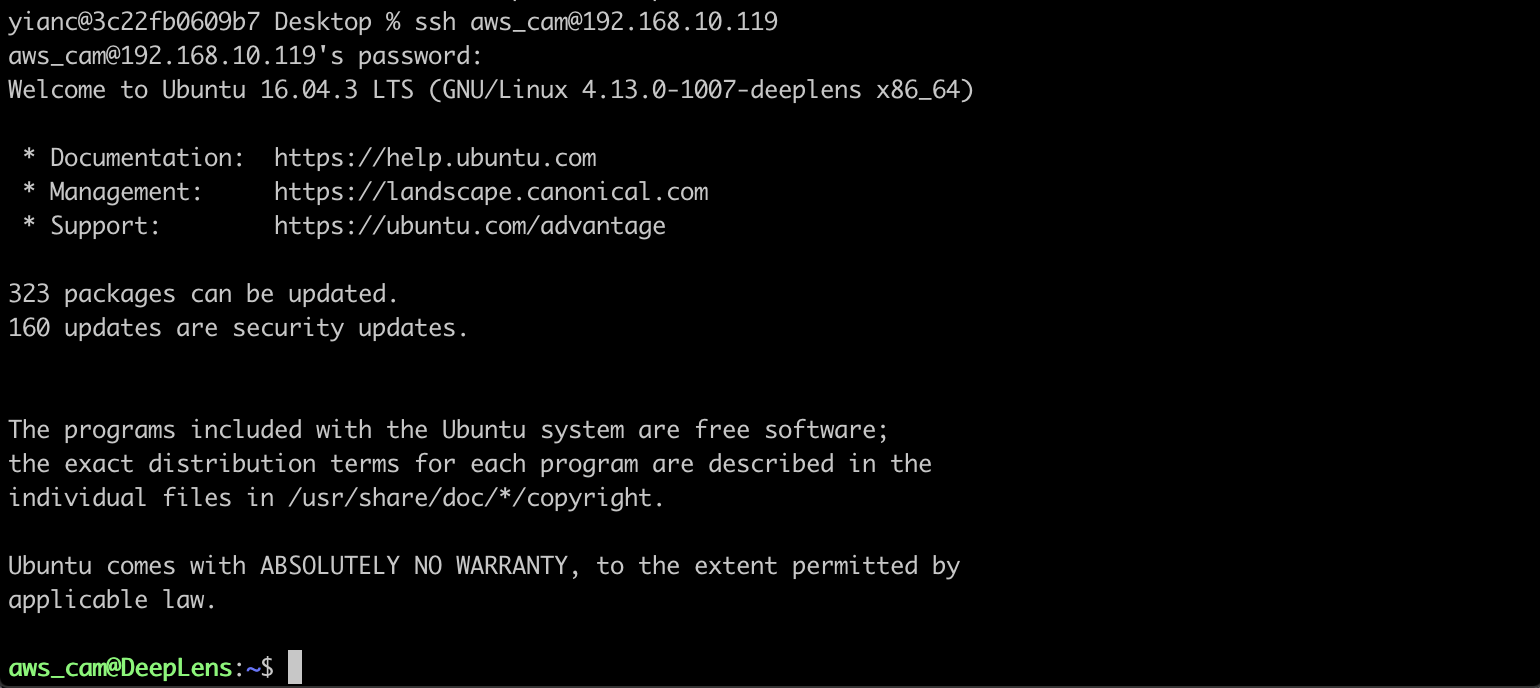 yianc@3c22fb0609b7 Desktop % ssh aws_cam@192.168.10.119
aws_cam@192.168.10.119's password:
Welcome to Ubuntu 16.04.3 LTS (GNU/Linux 4.13.0-1007-deeplens x86_64)
* Documentation:  https://help.ubuntu.com
* Management:     https://landscape.canonical.com
* Support:        https://ubuntu.com/advantage
323 packages can be updated.
160 updates are security updates.
The programs included with the Ubuntu system are free software;
the exact distribution terms for each program are described in the
individual files in /usr/share/doc/*/copyright.
Ubuntu comes with ABSOLUTELY NO WARRANTY, to the extent permitted by
applicable law.
aws_cam@DeepLens:~$